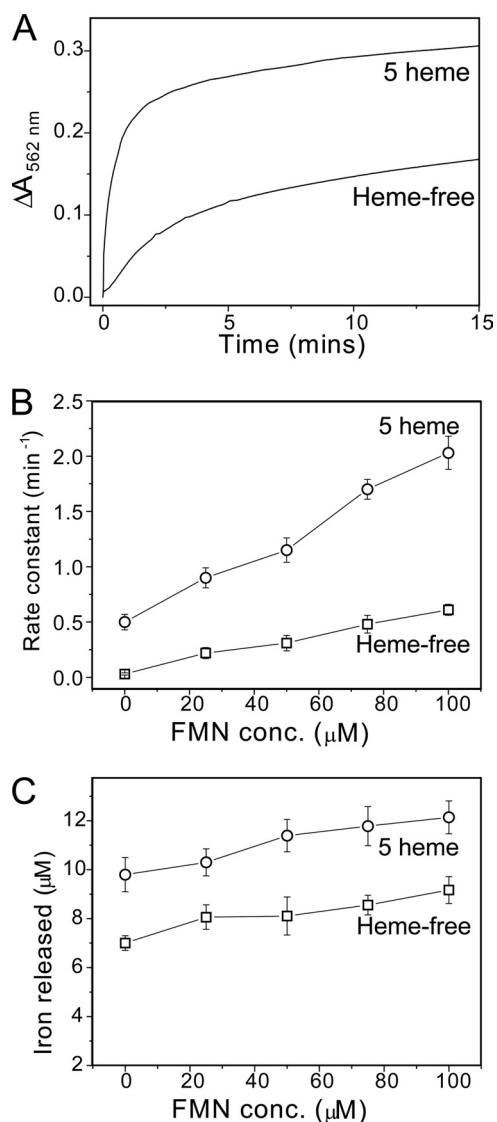 A
0.3
0.2
0.1
0.0
ΔA562 nm
5 heme
Heme-free
0
5
10
15
Time (mins)
B
2.5
2.0
1.5
1.0
0.5
0.0
Rate constant (min-1)
5 heme
Heme-free
0
20
40
60
80
100
FMN conc. (μM)
C
12
10
8
6
4
2
Iron released (μM)
5 heme
Heme-free
0
20
40
60
80
100
FMN conc. (μM)